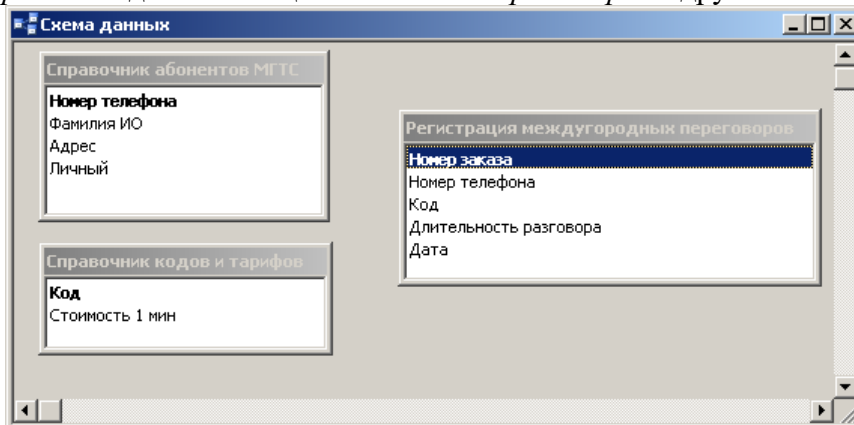 Схема данных
Справочник абонентов МГТС
Номер телефона
Фамилия ИО
Адрес
Личный
Регистрация междугородных переговоров
Номер заказа
Номер телефона
Код
Длительность разговора
Дата
Справочник кодов и тарифов
Код
Стоимость 1 мин